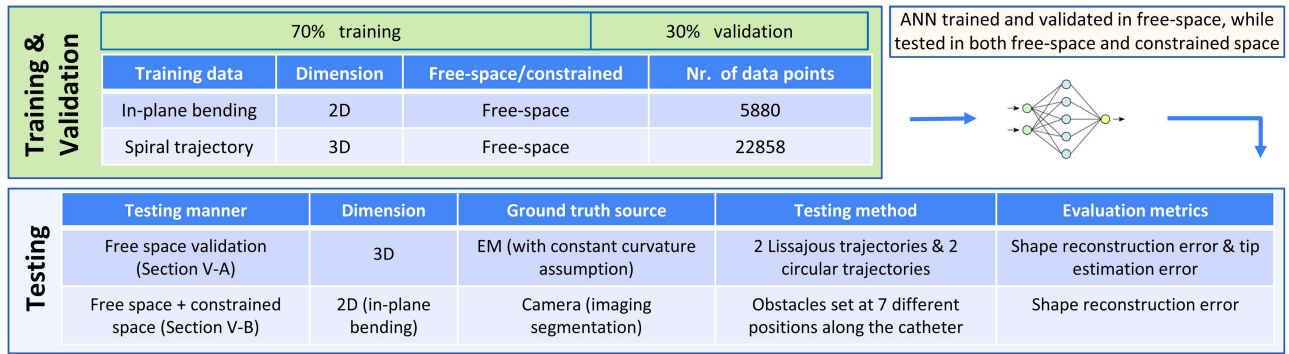 Training & Validation
70% training
30% validation
Training data Dimension Free-space/constrained Nr. of data points
In-plane bending 2D Free-space 5880
Spiral trajectory 3D Free-space 22858
ANN trained and validated in free-space, while
tested in both free-space and constrained space
Testing
Testing manner Dimension Ground truth source Testing method Evaluation metrics
Free space validation
(Section V-A)
3D
EM (with constant curvature
assumption)
2 Lissajous trajectories & 2
circular trajectories
Shape reconstruction error & tip
estimation error
Free space + constrained
space (Section V-B)
2D (in-plane
bending)
Camera (imaging
segmentation)
Obstacles set at 7 different
positions along the catheter
Shape reconstruction error